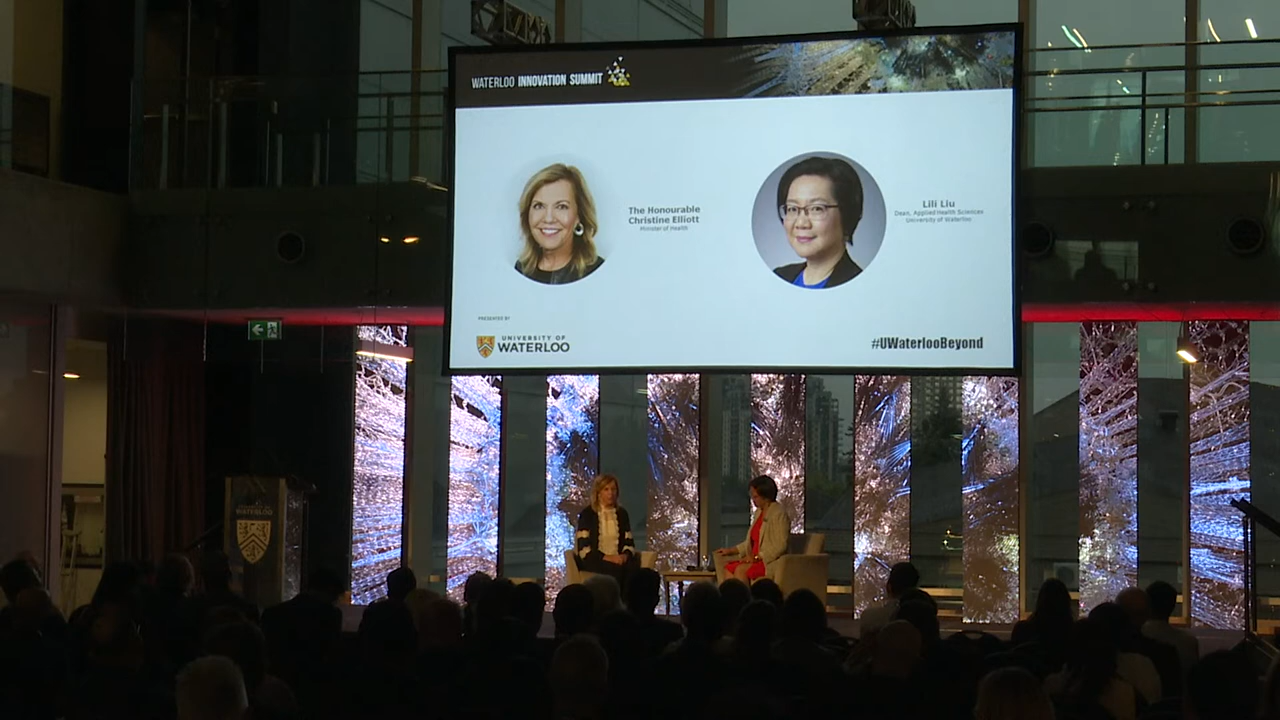 WATERLOO INNOVATION SUMMIT
The Honourable
Christine Elliott
Minister of Health
Lili Liu
Dean, Applied Health Sciences
University of Waterloo
PRESENTED BY
UNIVERSITY OF
WATERLOO
#UWaterlooBeyond
WATERLOO